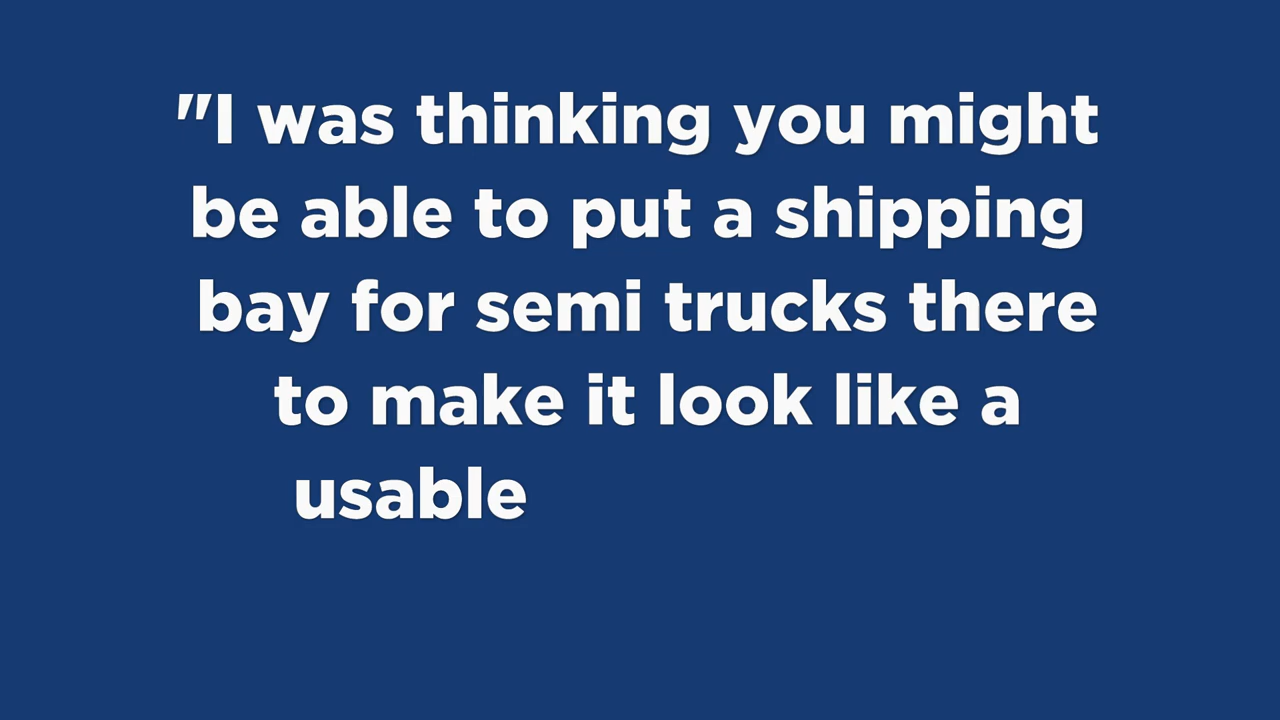 "I was thinking you might
be able to put a shipping
bay for semi trucks there
to make it look like a
usable